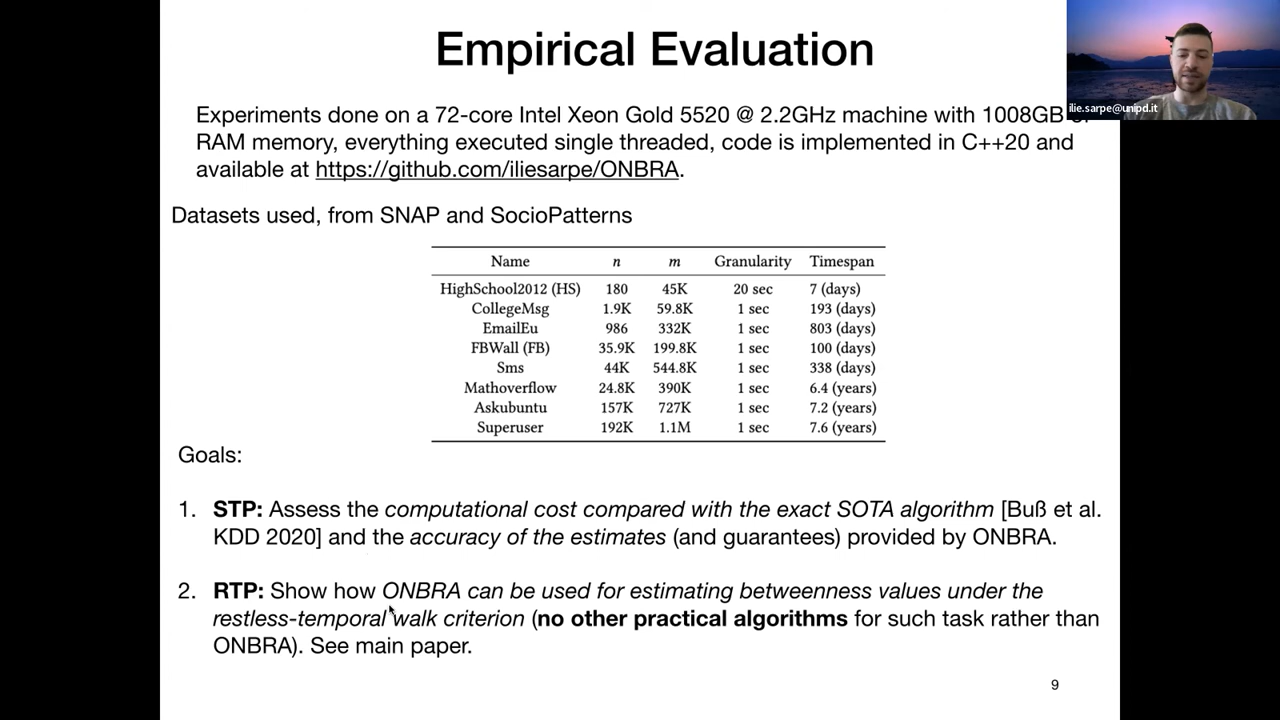 Empirical Evaluation
ilie.sarpe@unipd.it
Experiments done on a 72-core Intel Xeon Gold 5520 @ 2.2GHz machine with 1008GB
RAM memory, everything executed single threaded, code is implemented in C++20 and
available at https://github.com/iliesarpe/ONBRA.
Datasets used, from SNAP and SocioPatterns
Name n m Granularity Timespan
HighSchool2012 (HS) 180 45K 20 sec 7 (days)
CollegeMsg 1.9K 59.8K 1 sec 193 (days)
EmailEu 986 332K 1 sec 803 (days)
FBWall (FB) 35.9K 199.8K 1 sec 100 (days)
Sms 44K 544.8K 1 sec 338 (days)
Mathoverflow 24.8K 390K 1 sec 6.4 (years)
Askubuntu 157K 727K 1 sec 7.2 (years)
Superuser 192K 1.1M 1 sec 7.6 (years)
Goals:
1. STP: Assess the computational cost compared with the exact SOTA algorithm [Buß et al.
KDD 2020] and the accuracy of the estimates (and guarantees) provided by ONBRA.
2. RTP: Show how ONBRA can be used for estimating betweenness values under the
restless-temporal walk criterion (no other practical algorithms for such task rather than
ONBRA). See main paper.
9